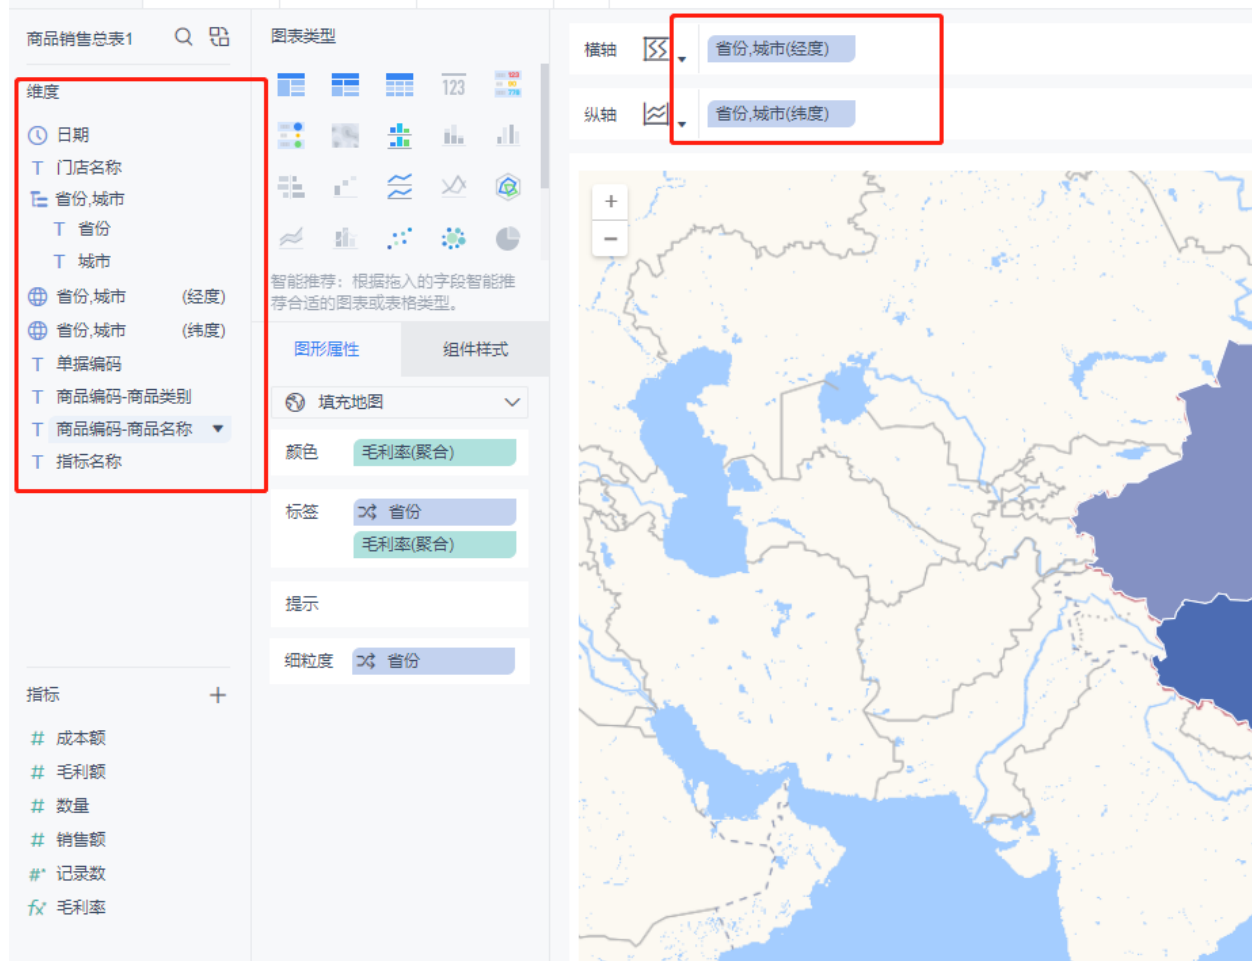 商品销售总表1
维度
日期
门店名称
省份,城市
省份
城市
省份,城市 (经度)
省份,城市 (纬度)
单据编码
商品编码-商品类别
商品编码-商品名称
指标名称
指标
成本额
毛利额
数量
销售额
记录数
毛利率
图表类型
123
智能推荐：根据拖入的字段智能推
荐合适的图表或表格类型。
图形属性 组件样式
填充地图
颜色 毛利率(聚合)
标签 省份
毛利率(聚合)
提示
细粒度 省份
横轴 省份,城市(经度)
纵轴 省份,城市(纬度)